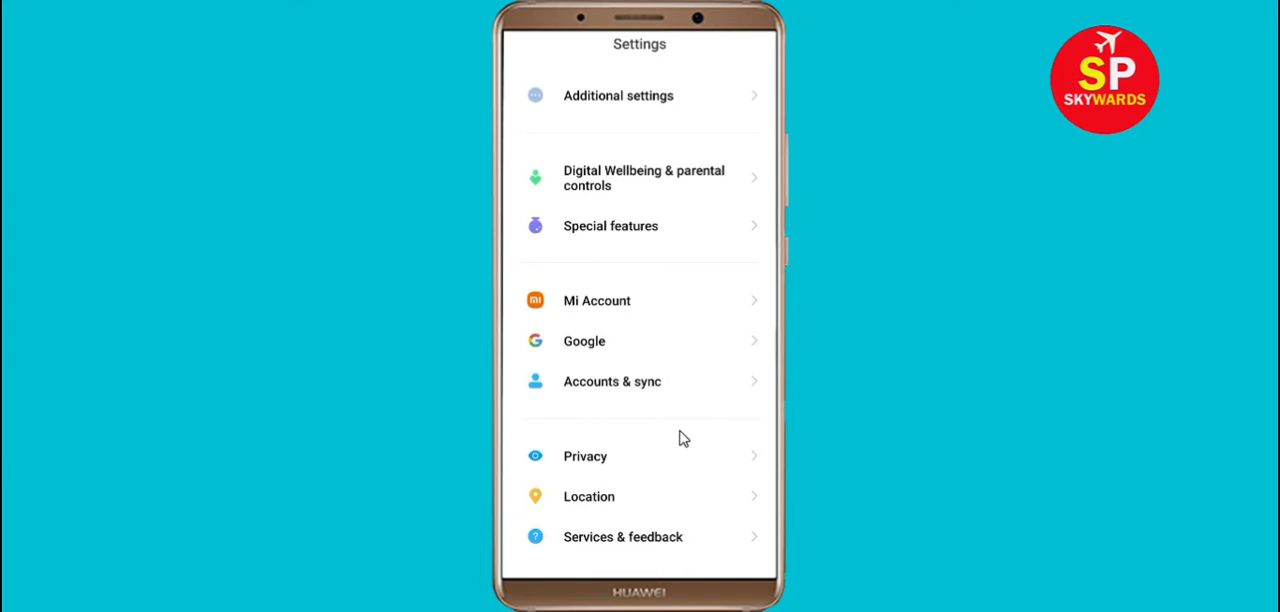 Settings
SP
SKYWARDS
Additional settings
Digital Wellbeing & parental
controls
Special features
mi
Mi Account
Google
Accounts & sync
Privacy
Location
?
Services & feedback
HUAWEI